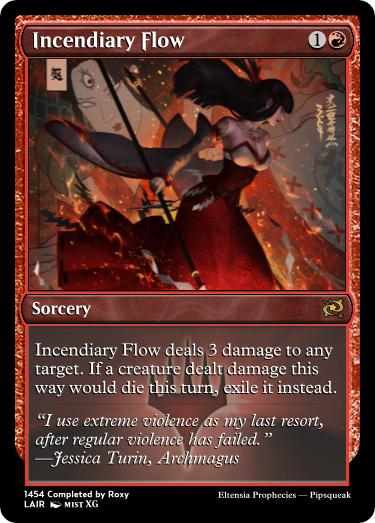 Incendiary Flow
1
Sorcery
Incendiary Flow deals 3 damage to any
target. If a creature dealt damage this
way would die this turn, exile it instead.
“I use extreme violence as my last resort,
after regular violence has failed.”
—Jessica Turin, Archmagus
1454 Completed by Roxy
LAIR MIST XG
Eltensia Prophecies — Pipsqueak